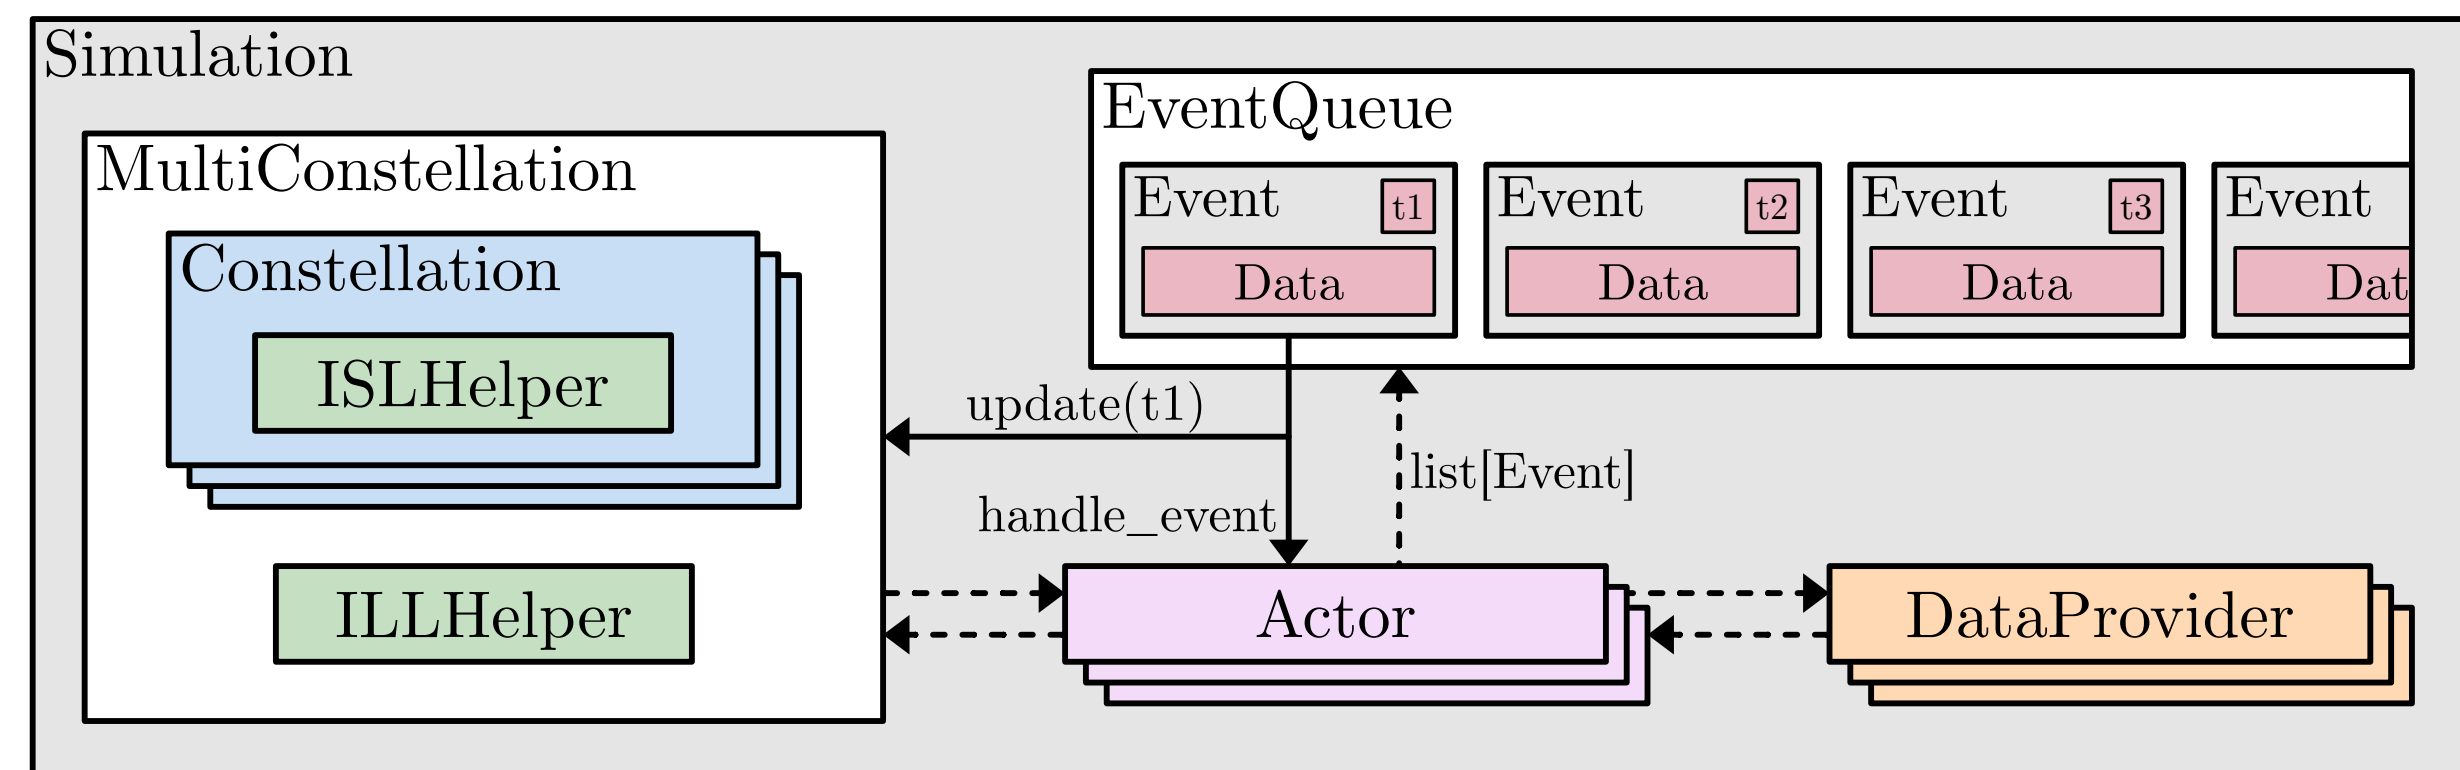 Simulation
MultiConstellation
Constellation
ISLHelper
ILLHelper
EventQueue
Event t1
Data
Event t2
Data
Event t3
Data
Event
Dat
update(t1)
handle_event
list[Event]
Actor
DataProvider